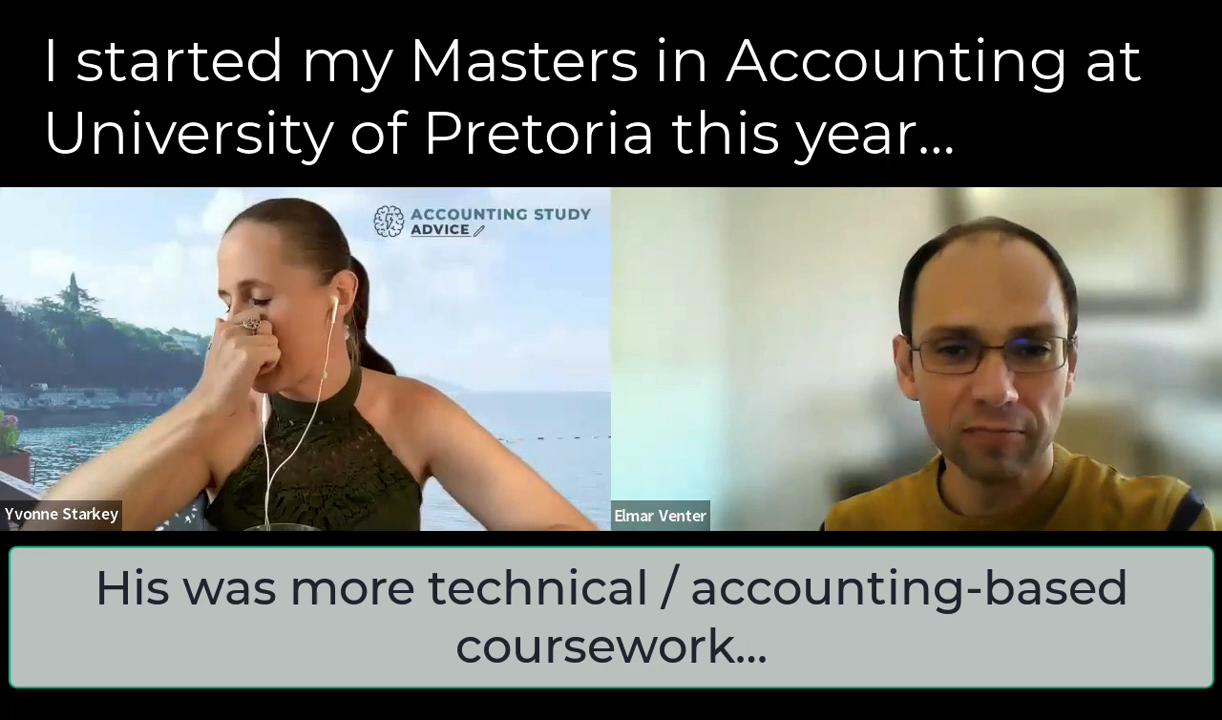 I started my Masters in Accounting at
University of Pretoria this year...
ACCOUNTING STUDY
ADVICE
Yvonne Starkey
Elmar Venter
His was more technical / accounting-based
coursework...